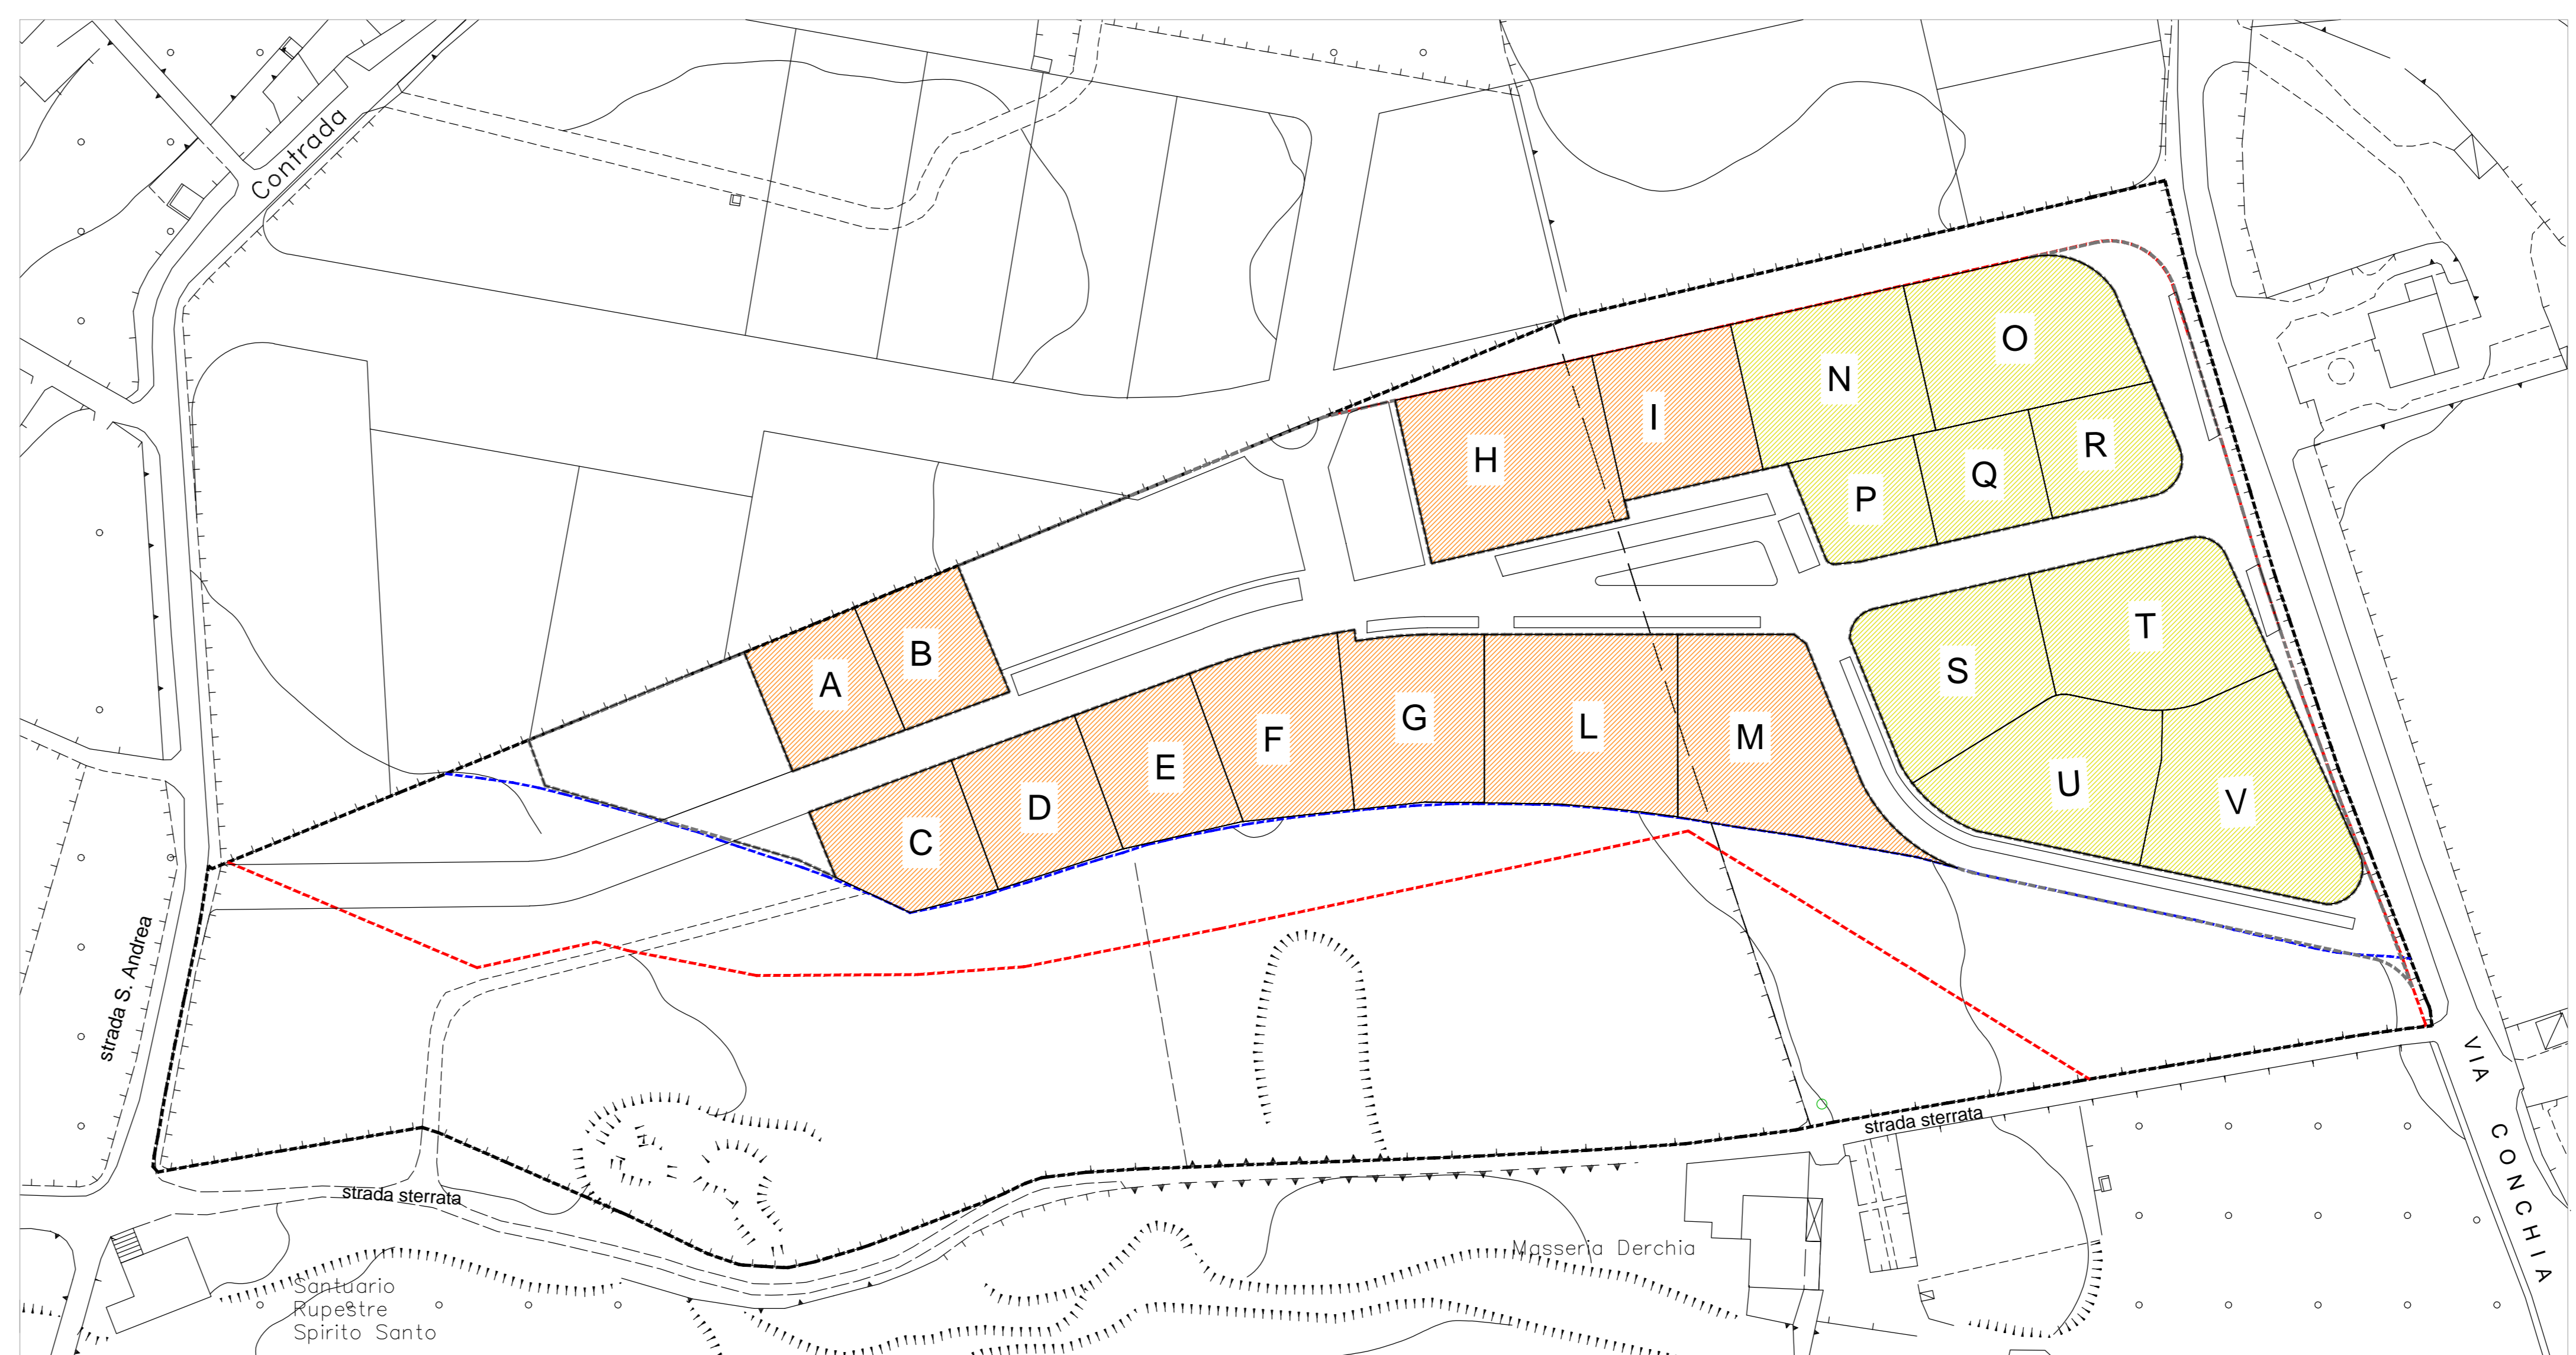 Contrada
O
N
I
R
H
Q
P
T
B
S
A
G
L
M
F
E
U
V
D
C
strada S. Andrea
VIA CONCHIA
strada sterrata
strada sterrata
Masseria Derchia
Santuario
Rupestre
Spirito Santo